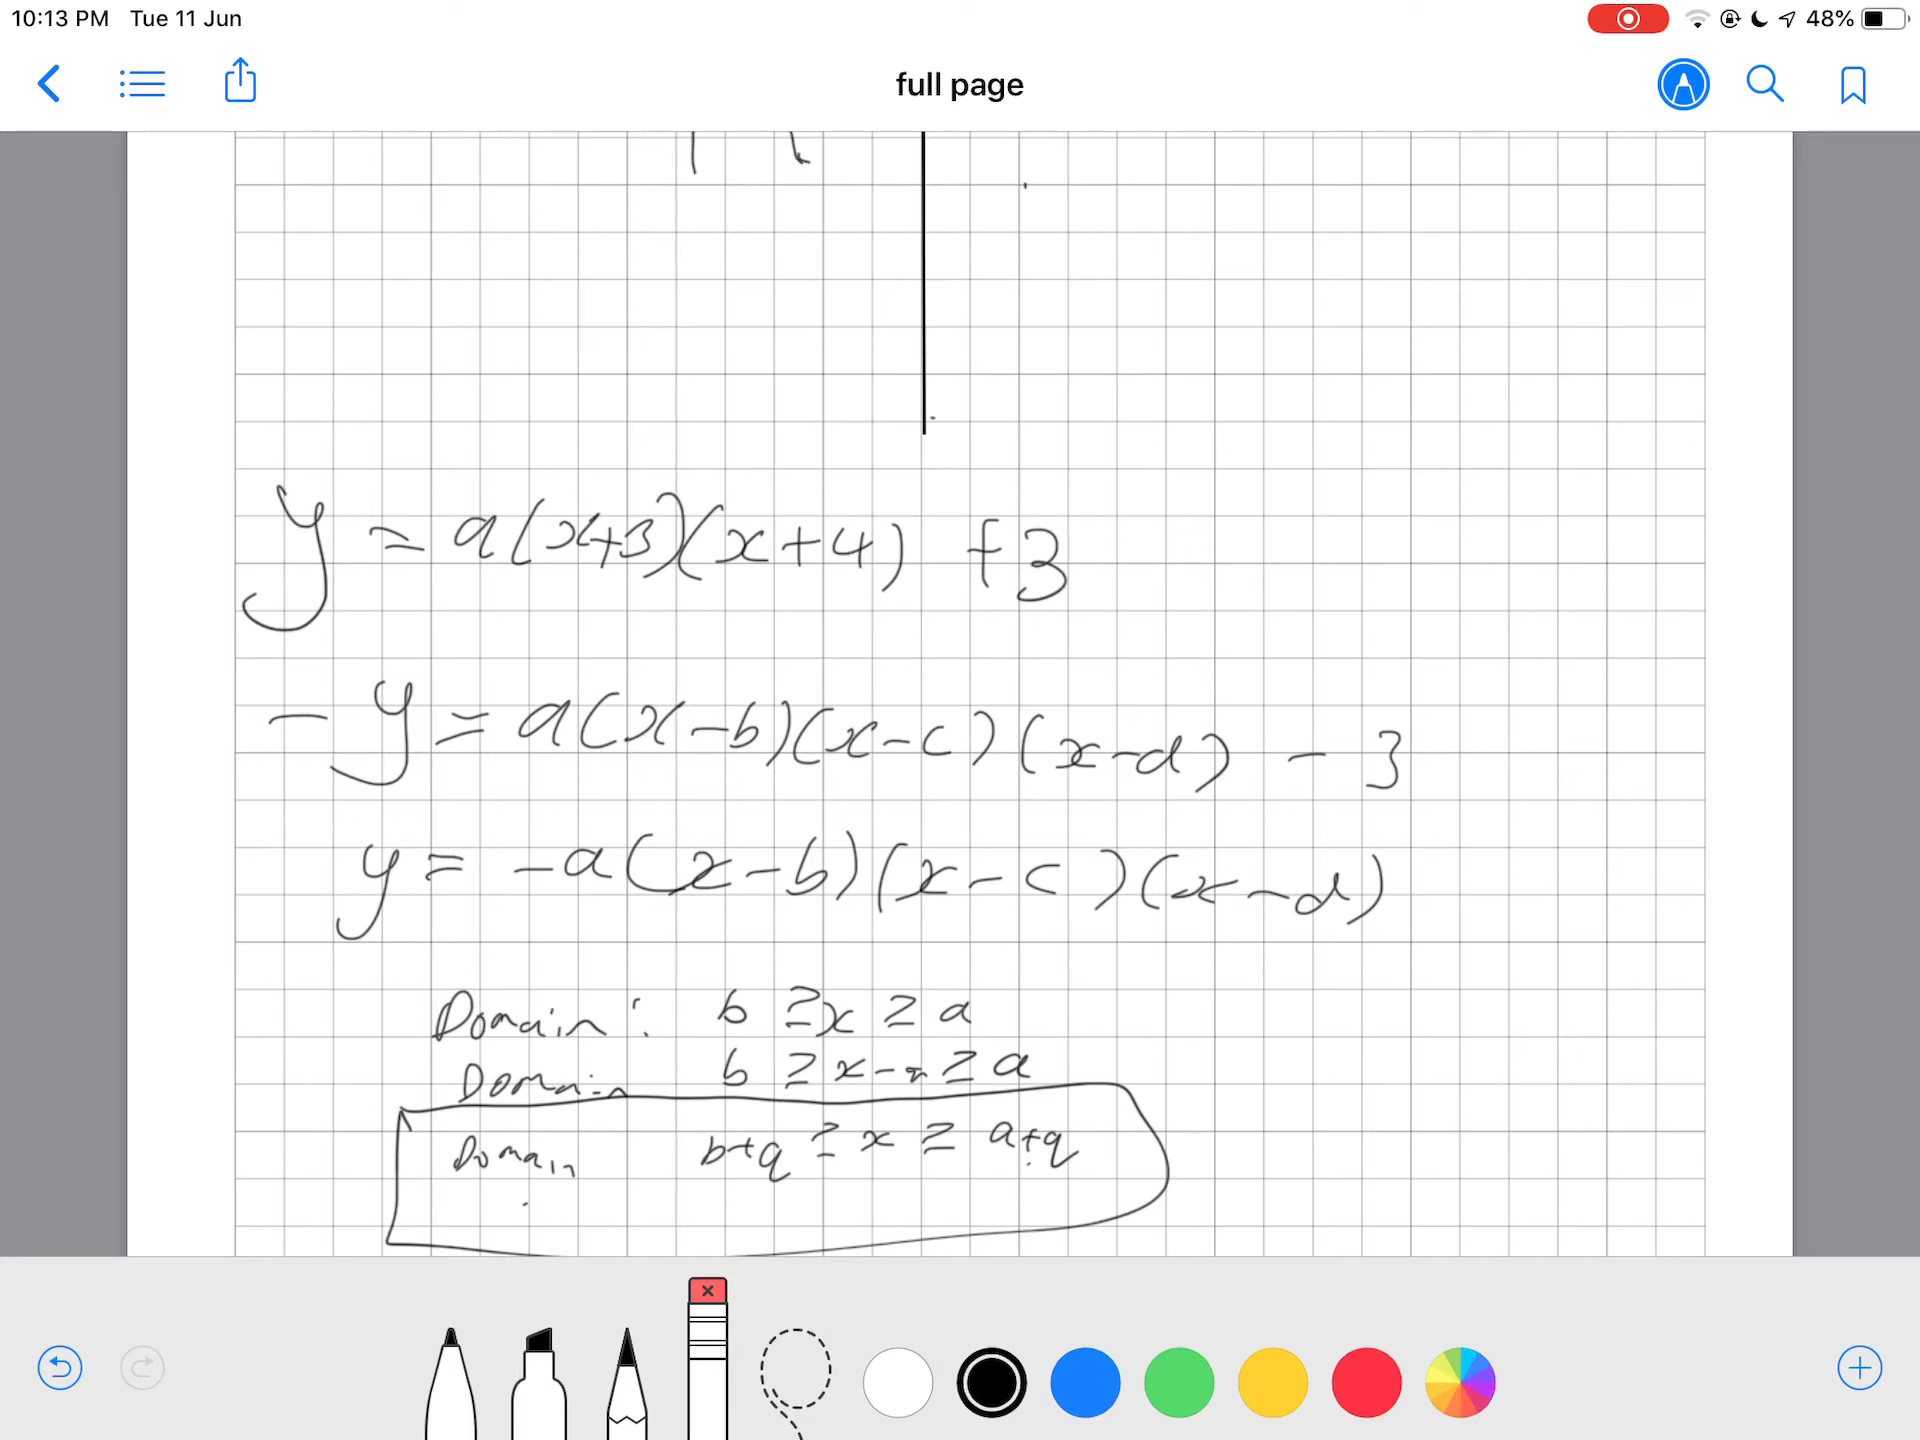 10:13 PM Tue 11 Jun
48%
full page
y = a(x+3)(x+4) +3
- y = a(x-b)(x-c)(x-d) - 3
y = -a(x-b)(x-c)(x-d)
Domain: b ≥ x ≥ a
Domain b ≥ x - ≥ a
Domain b+q ≥ x ≥ a+q